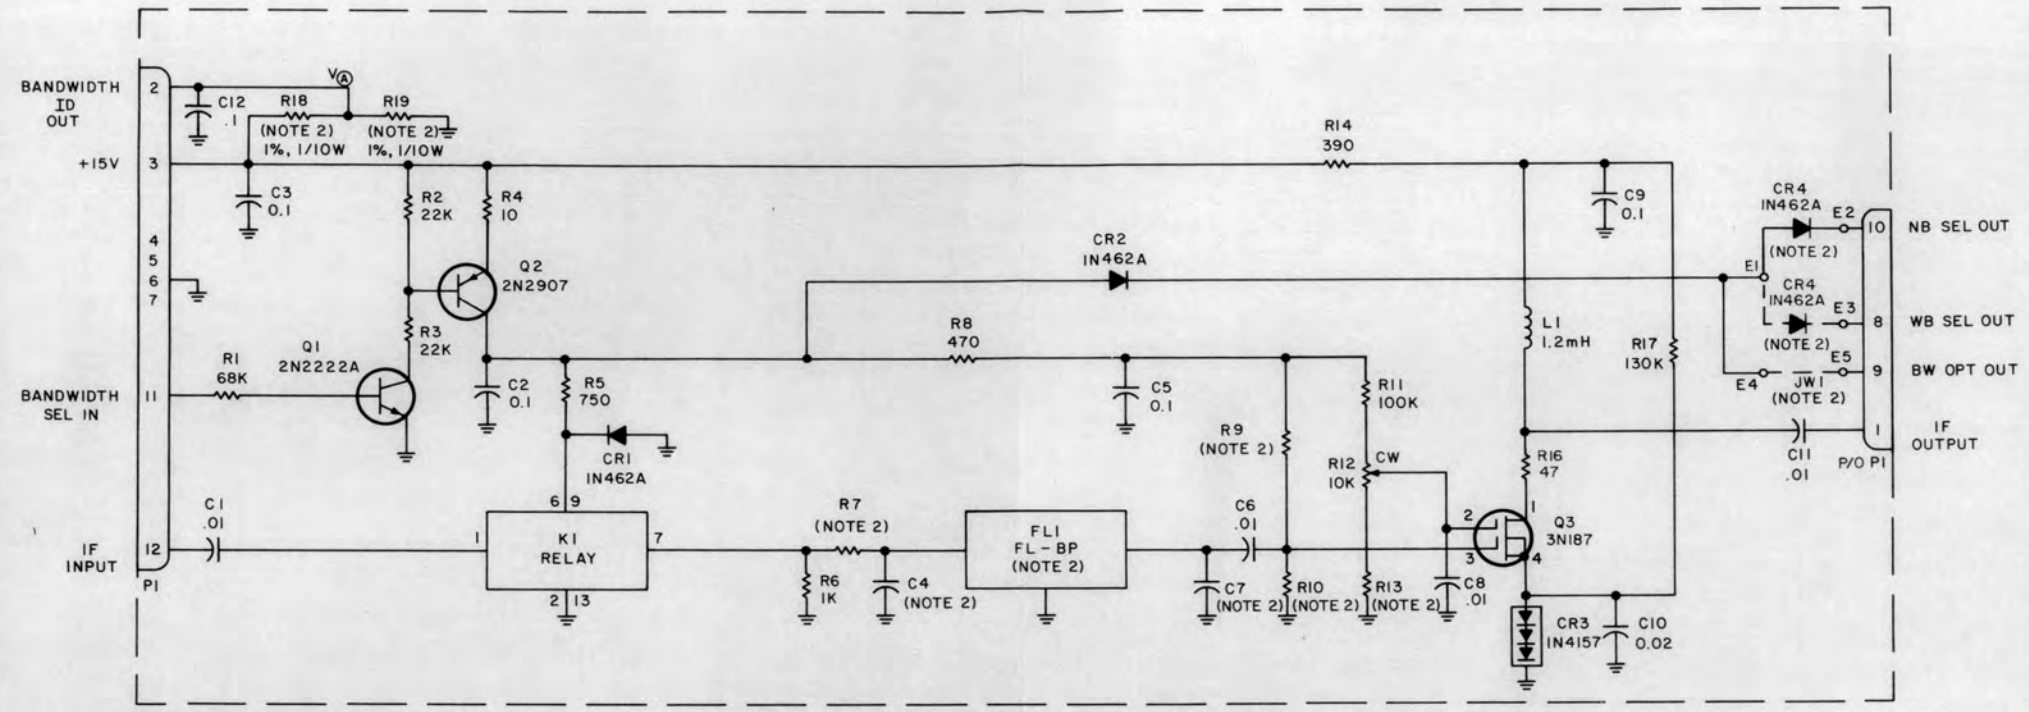 BANDWIDTH
ID
OUT
2
C12
.1
VⒶ
R18
(NOTE 2)
1%, 1/10W
R19
(NOTE 2)
1%, 1/10W
+15V
3
C3
0.1
4
5
6
7
R2
22K
R4
10
Q2
2N2907
R3
22K
Q1
2N2222A
R1
68K
BANDWIDTH
SEL IN
11
C2
0.1
R5
750
CR1
1N462A
C1
.01
IF
INPUT
12
P1
6 9
1
K1
RELAY
7
2 13
R7
(NOTE 2)
R6
1K
C4
(NOTE 2)
FL1
FL-BP
(NOTE 2)
C6
.01
C7
(NOTE 2)
R10
(NOTE 2)
R13
(NOTE 2)
C8
.01
R14
390
CR2
1N462A
R8
470
C5
0.1
R9
(NOTE 2)
R11
100K
R12
10K
CW
2
3
1
4
Q3
3N187
R16
47
L1
1.2mH
R17
130K
C9
0.1
CR3
1N4157
C10
0.02
CR4
1N462A
(NOTE 2)
E2
10
NB SEL OUT
E1
CR4
1N462A
(NOTE 2)
E3
8
WB SEL OUT
E4
JW1
(NOTE 2)
E5
9
BW OPT OUT
C11
.01
1
IF
OUTPUT
P/O P1